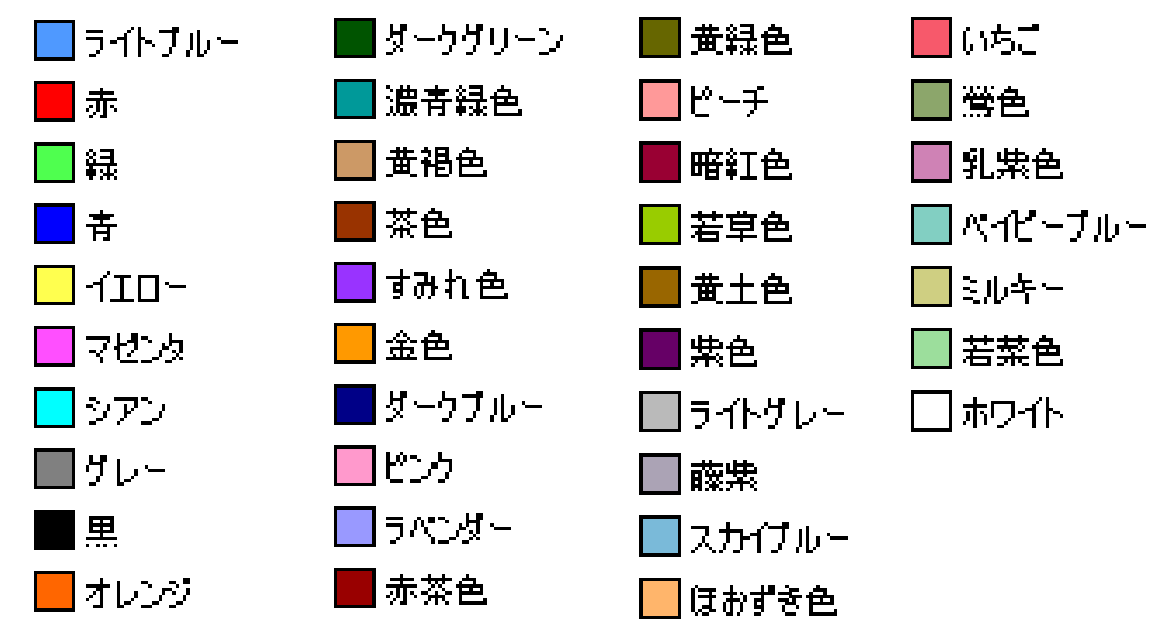 ライトブルー
赤
緑
青
イエロー
マゼンタ
シアン
グレー
黒
オレンジ
ダークグリーン
濃青緑色
黄褐色
茶色
すみれ色
金色
ダークブルー
ピンク
ラベンダー
赤茶色
黄緑色
ピーチ
暗紅色
若草色
黄土色
紫色
ライトグレー
藤紫
スカイブルー
ほおずき色
いちご
鶯色
乳紫色
ベイビーブルー
ミルキー
若菜色
ホワイト